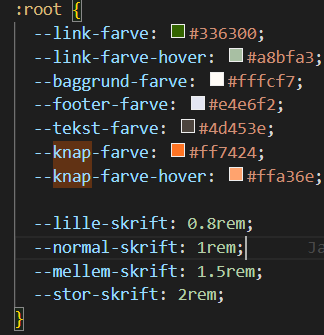 :root {
--link-farve: #336300;
--link-farve-hover: #a8bfa3;
--baggrund-farve: #fffcf7;
--footer-farve: #e4e6f2;
--tekst-farve: #4d453e;
--knap-farve: #ff7424;
--knap-farve-hover: #ffa36e;
--lille-skrift: 0.8rem;
--normal-skrift: 1rem; Ja
--mellem-skrift: 1.5rem;
--stor-skrift: 2rem;
}